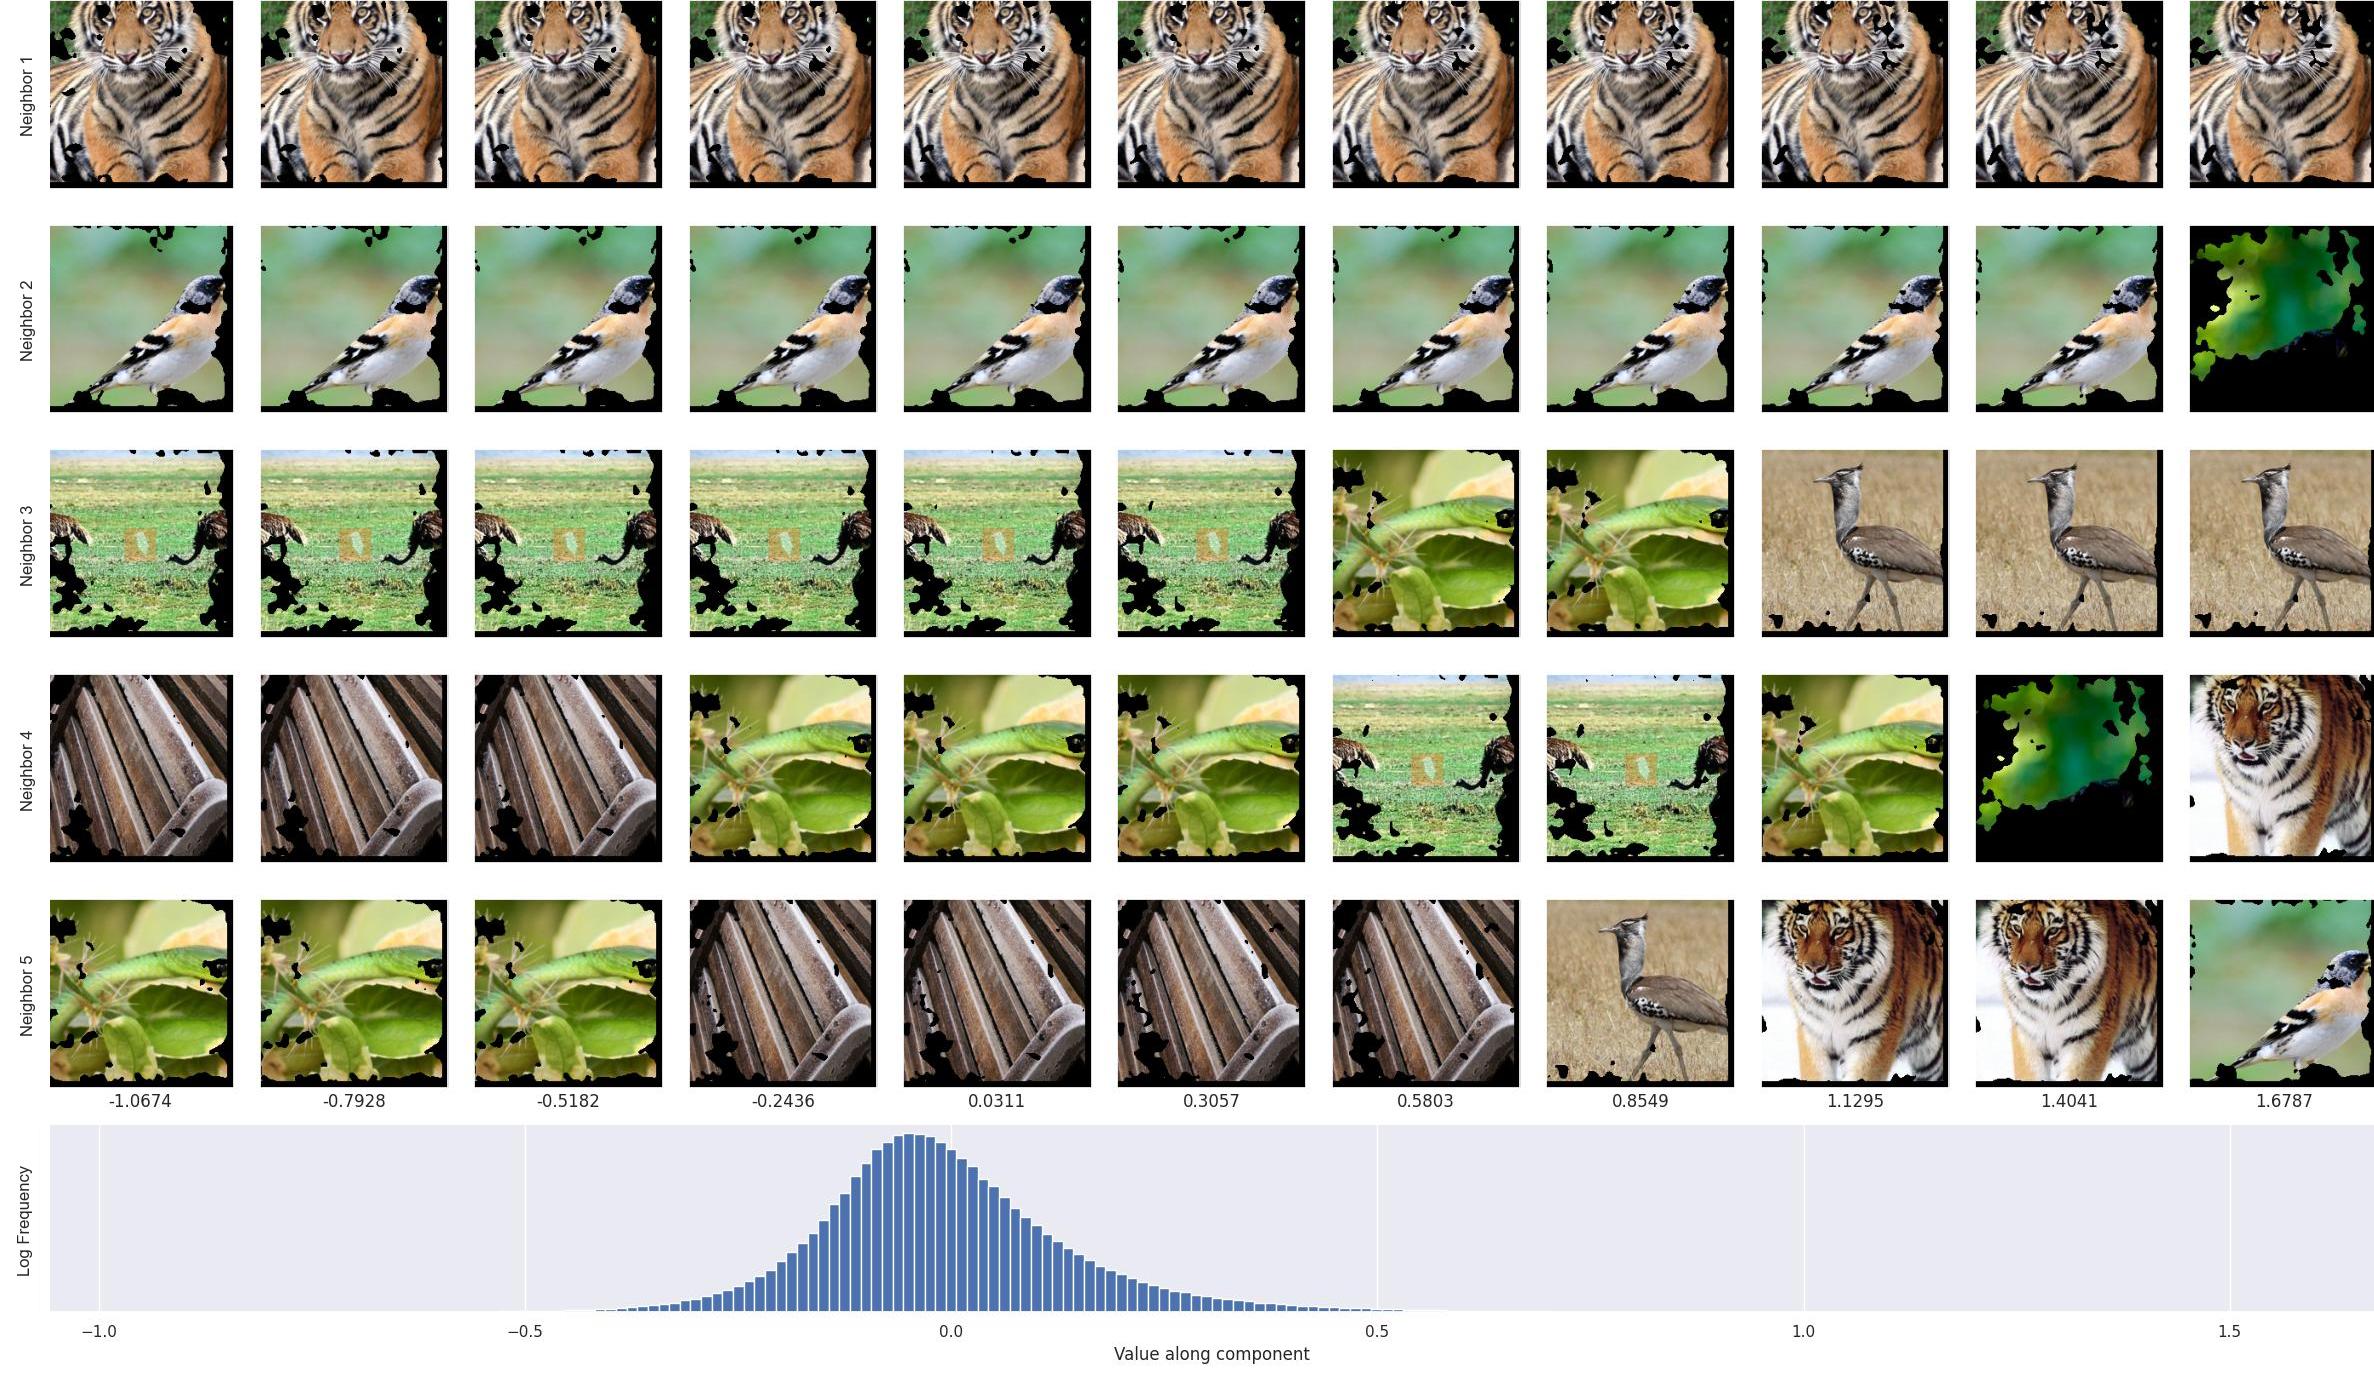 Neighbor 1
Neighbor 2
Neighbor 3
Neighbor 4
Neighbor 5
-1.0674 -0.7928 -0.5182 -0.2436 0.0311 0.3057 0.5803 0.8549 1.1295 1.4041 1.6787
Log Frequency
−1.0 −0.5 0.0 0.5 1.0 1.5
Value along component